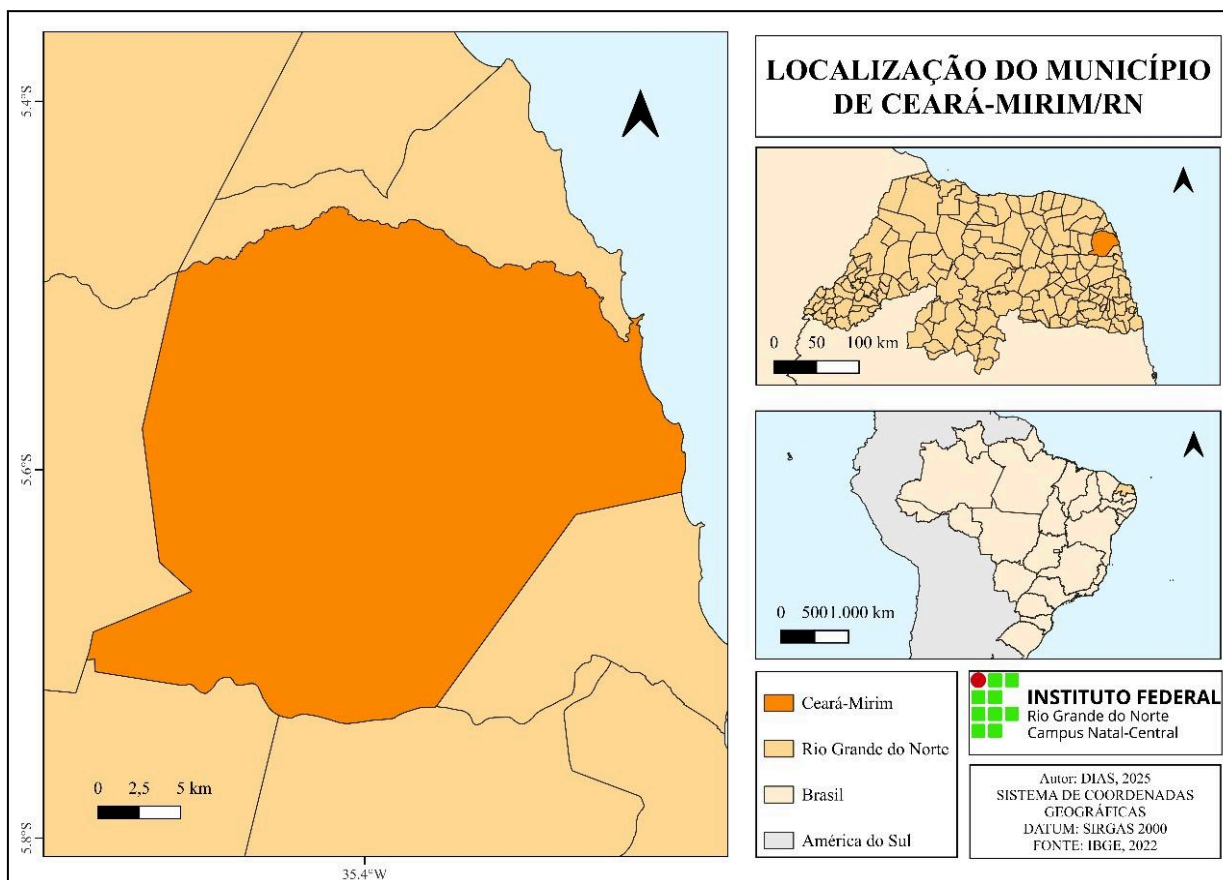 LOCALIZAÇÃO DO MUNICÍPIO
DE CEARÁ-MIRIM/RN
5.4°S
5.6°S
5.8°S
35.4°W
0 2,5 5 km
0 50 100 km
0 5001.000 km
Ceará-Mirim
Rio Grande do Norte
Brasil
América do Sul
INSTITUTO FEDERAL
Rio Grande do Norte
Campus Natal-Central
Autor: DIAS, 2025
SISTEMA DE COORDENADAS
GEOGRÁFICAS
DATUM: SIRGAS 2000
FONTE: IBGE, 2022